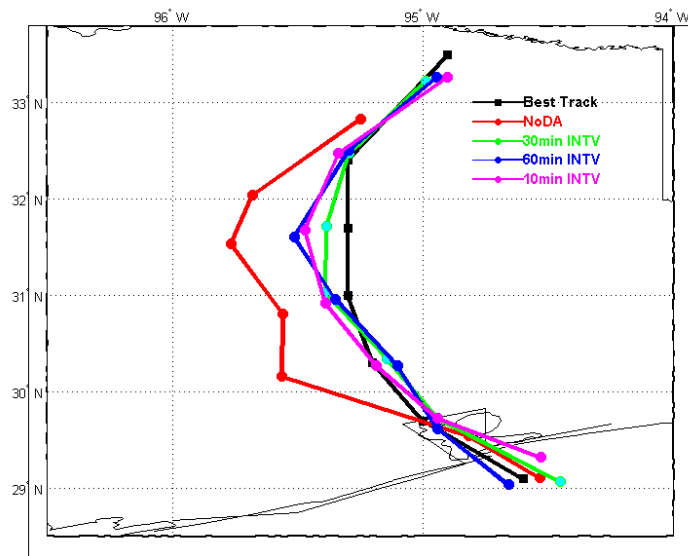 96° W 95° W 94° W
33° N
Best Track
NoDA
30min INTV
60min INTV
10min INTV
32° N
31° N
30° N
29° N